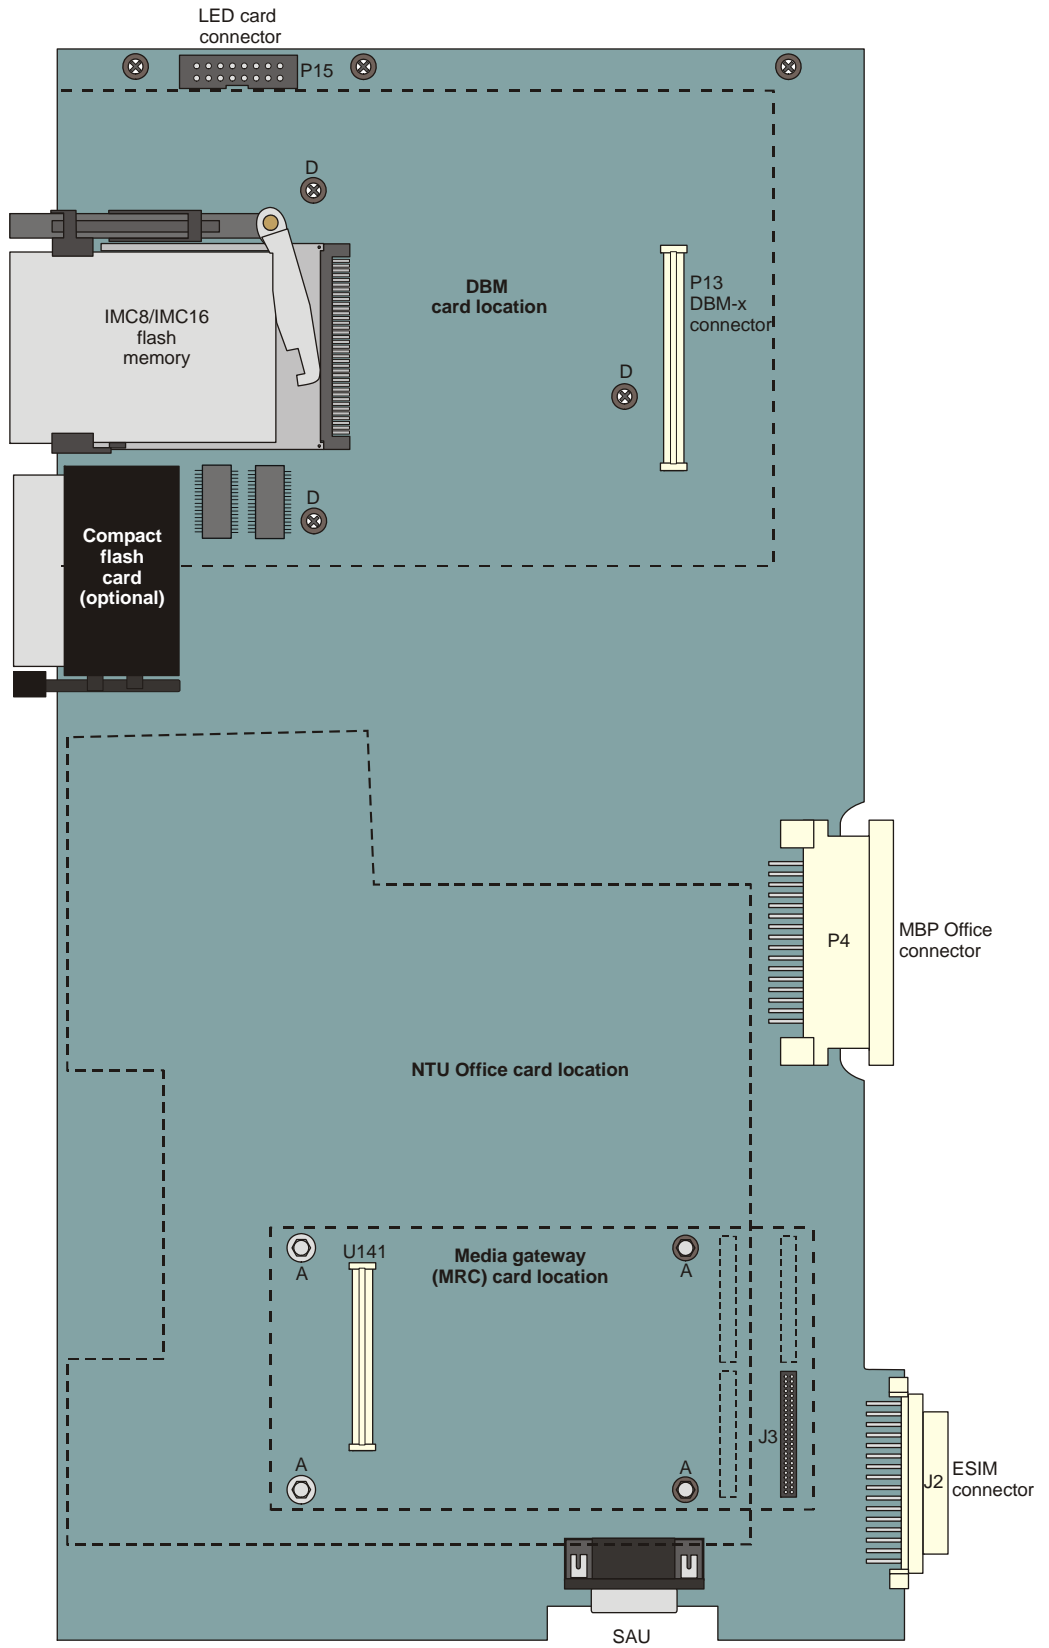 LED card
connector
P15
D
DBM
card location
P13
DBM-x
connector
IMC8/IMC16
flash
memory
D
D
Compact
flash
card
(optional)
P4
MBP Office
connector
NTU Office card location
U141
Media gateway
(MRC) card location
A
A
J3
A
A
J2
ESIM
connector
SAU